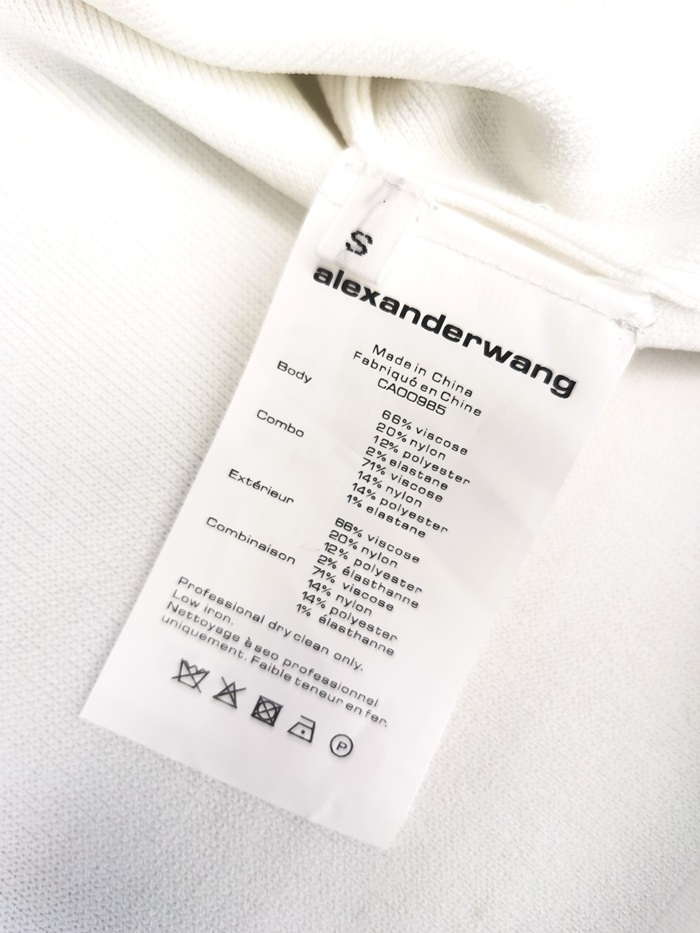 S
alexanderwang
Made in China
Fabriqué en Chine
CA00985
Body
66% viscose
20% nylon
12% polyester
2% elastane
Combo
71% viscose
14% nylon
14% polyester
1% elastane
Extérieur
66% viscose
20% nylon
12% polyester
2% élasthanne
Combinaison
71% viscose
14% nylon
14% polyester
1% élasthanne
Professional dry clean only.
Low iron.
Nettoyage à sec professionnel
uniquement. Faible teneur en fer.
P